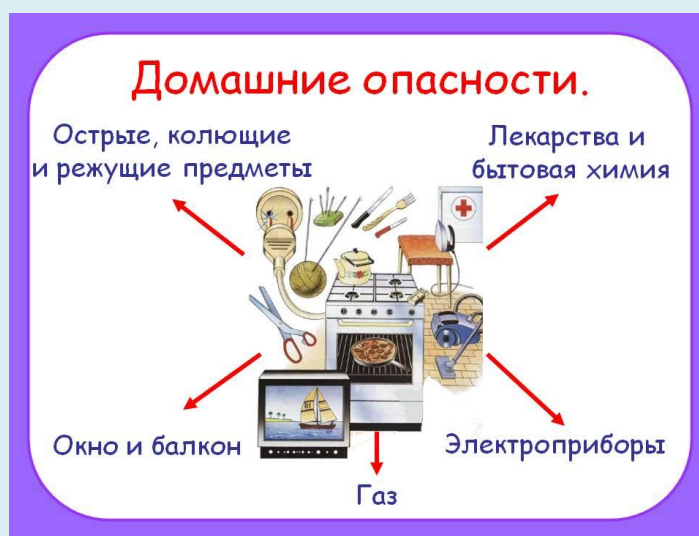 Домашние опасности.
Острые, колющие
и режущие предметы
Лекарства и
бытовая химия
Окно и балкон
Электроприборы
Газ